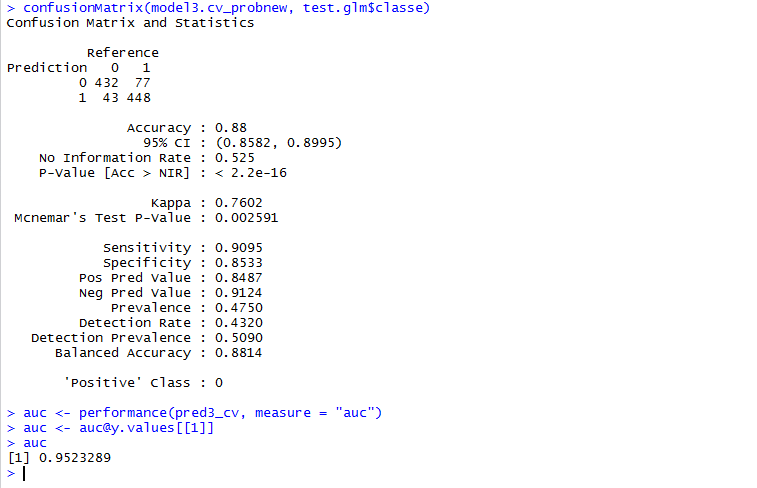 > confusionMatrix(model3.cv_probnew, test.glm$classe)
Confusion Matrix and Statistics
Reference
Prediction 0 1
0 432 77
1 43 448
Accuracy : 0.88
95% CI : (0.8582, 0.8995)
No Information Rate : 0.525
P-Value [Acc > NIR] : < 2.2e-16
Kappa : 0.7602
Mcnemar's Test P-Value : 0.002591
Sensitivity : 0.9095
Specificity : 0.8533
Pos Pred Value : 0.8487
Neg Pred Value : 0.9124
Prevalence : 0.4750
Detection Rate : 0.4320
Detection Prevalence : 0.5090
Balanced Accuracy : 0.8814
'Positive' Class : 0
> auc <- performance(pred3_cv, measure = "auc")
> auc <- auc@y.values[[1]]
> auc
[1] 0.9523289
>